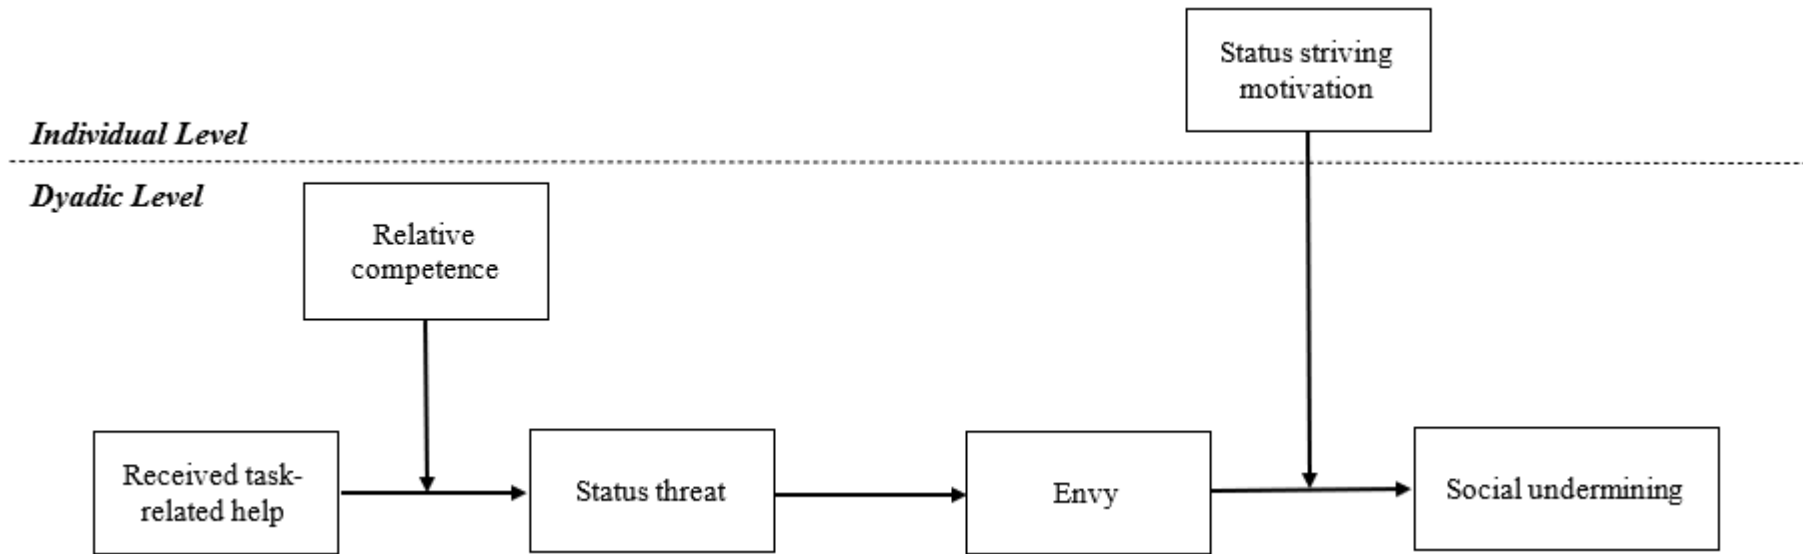 Status striving
motivation
Individual Level
Dyadic Level
Relative
competence
Received task-
related help
Status threat
Envy
Social undermining